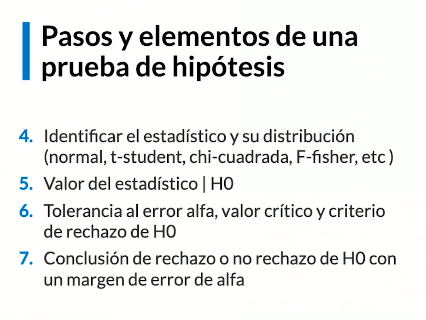 Pasos y elementos de una
prueba de hipótesis
4. Identificar el estadístico y su distribución
(normal, t-student, chi-cuadrada, F-fisher, etc )
5. Valor del estadístico | H0
6. Tolerancia al error alfa, valor crítico y criterio
de rechazo de H0
7. Conclusión de rechazo o no rechazo de H0 con
un margen de error de alfa